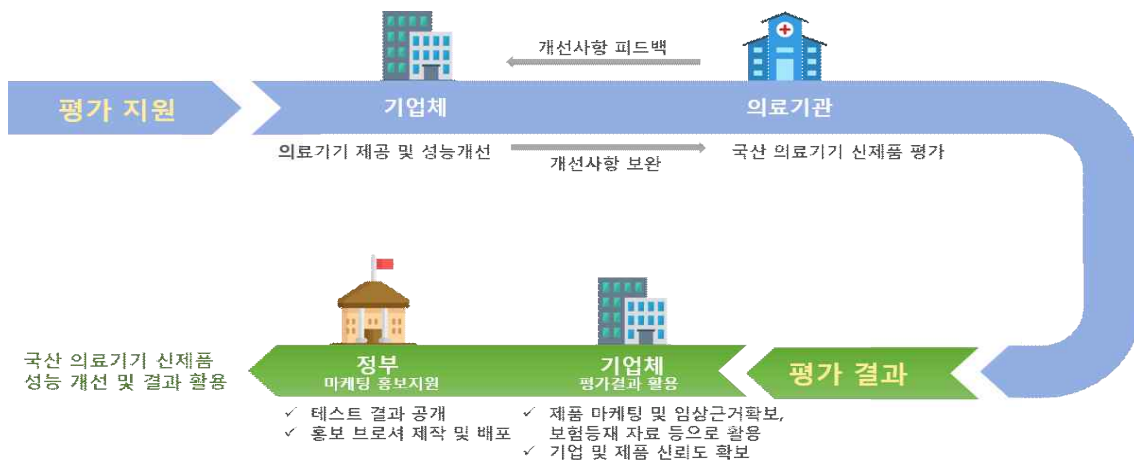 개선사항 피드백
평가 지원
기업체
의료기관
의료기기 제공 및 성능개선
개선사항 보완
국산 의료기기 신제품 평가
평가 결과
기업체
평가결과 활용
정부
마케팅 홍보지원
국산 의료기기 신제품
성능 개선 및 결과 활용
✓ 제품 마케팅 및 임상근거확보,
보험등재 자료 등으로 활용
✓ 기업 및 제품 신뢰도 확보
✓ 테스트 결과 공개
✓ 홍보 브로셔 제작 및 배포